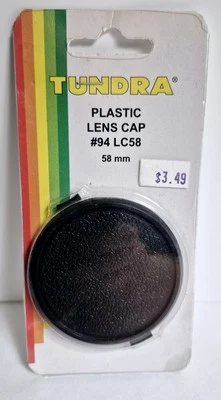 TUNDRA®
PLASTIC
LENS CAP
#94 LC58
58 mm
$3.49